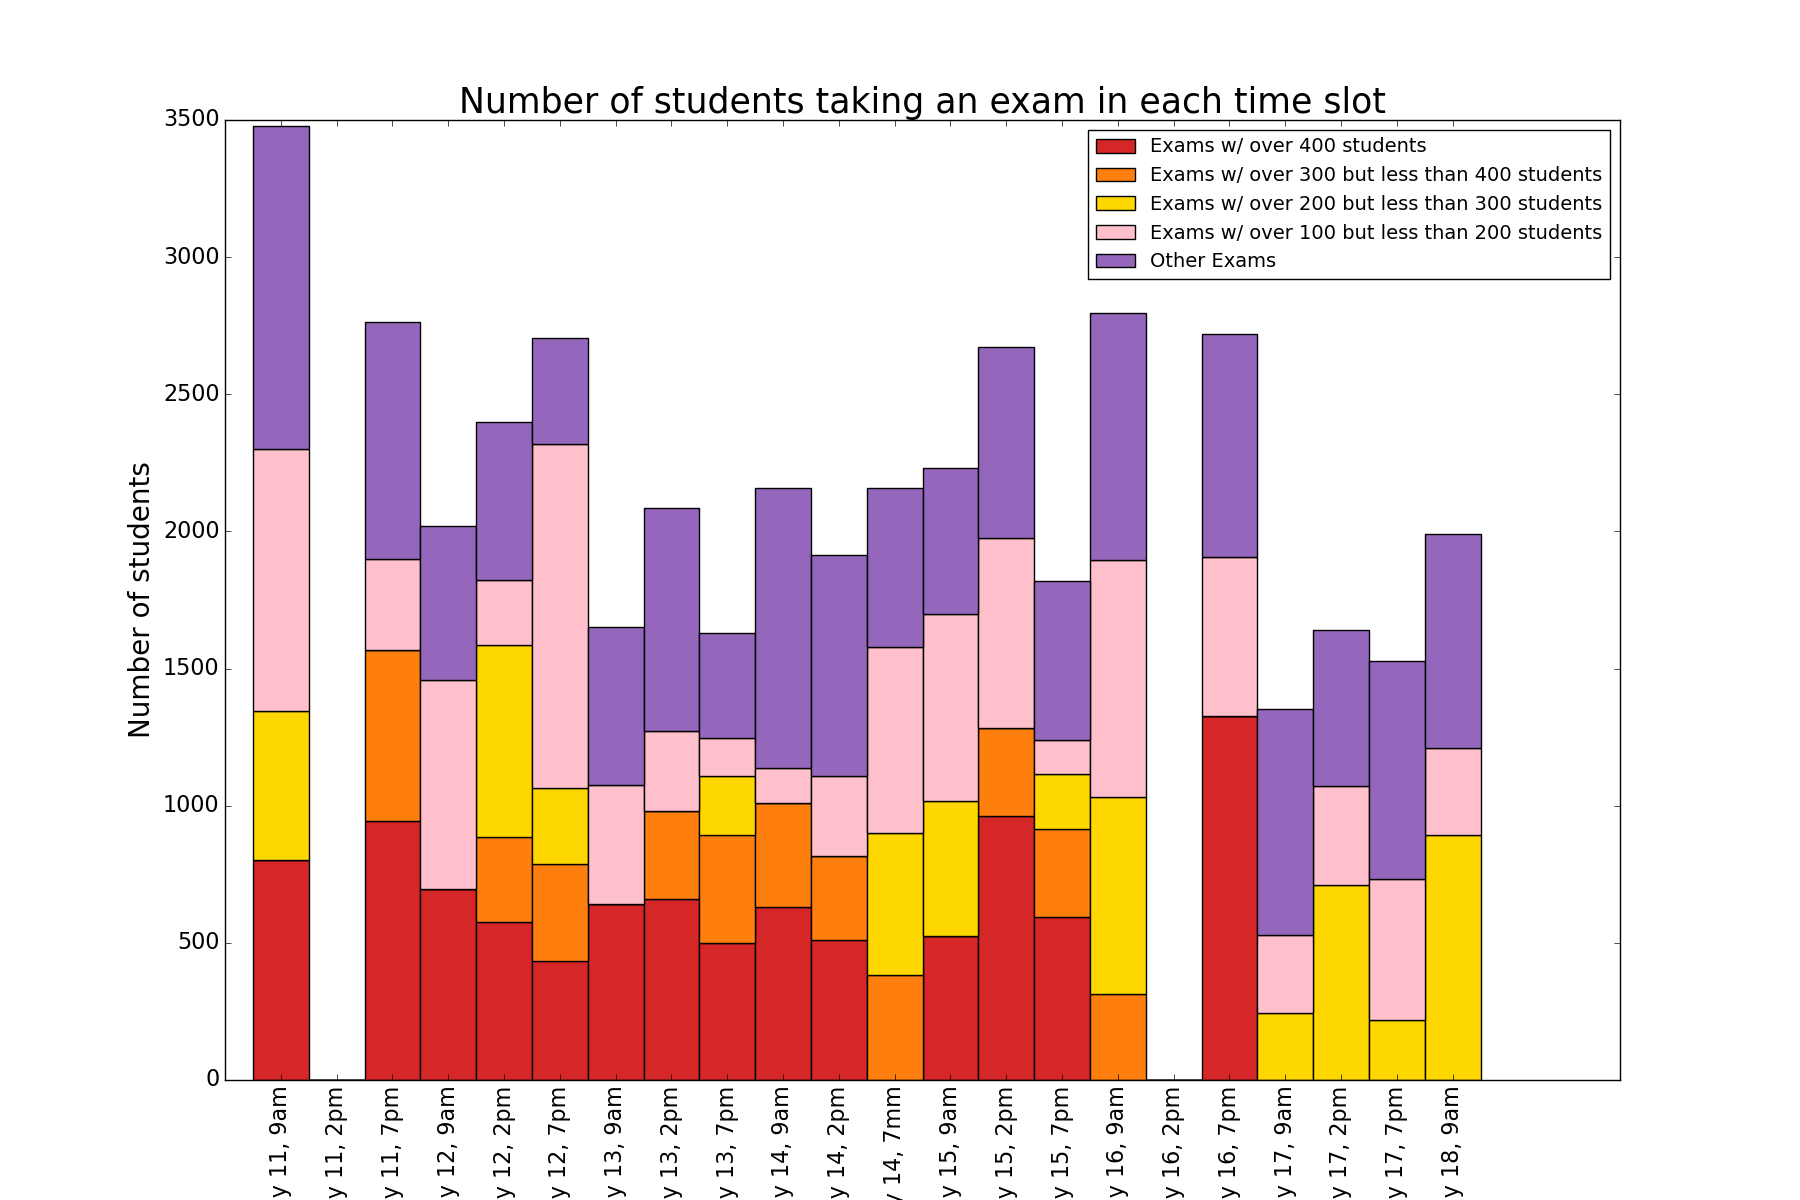 Number of students taking an exam in each time slot
Exams w/ over 400 students
Exams w/ over 300 but less than 400 students
Exams w/ over 200 but less than 300 students
Exams w/ over 100 but less than 200 students
Other Exams
Number of students
3500
3000
2500
2000
1500
1000
500
0
y 11, 9am
y 11, 2pm
y 11, 7pm
y 12, 9am
y 12, 2pm
y 12, 7pm
y 13, 9am
y 13, 2pm
y 13, 7pm
y 14, 9am
y 14, 2pm
y 14, 7mm
y 15, 9am
y 15, 2pm
y 15, 7pm
y 16, 9am
y 16, 2pm
y 16, 7pm
y 17, 9am
y 17, 2pm
y 17, 7pm
y 18, 9am